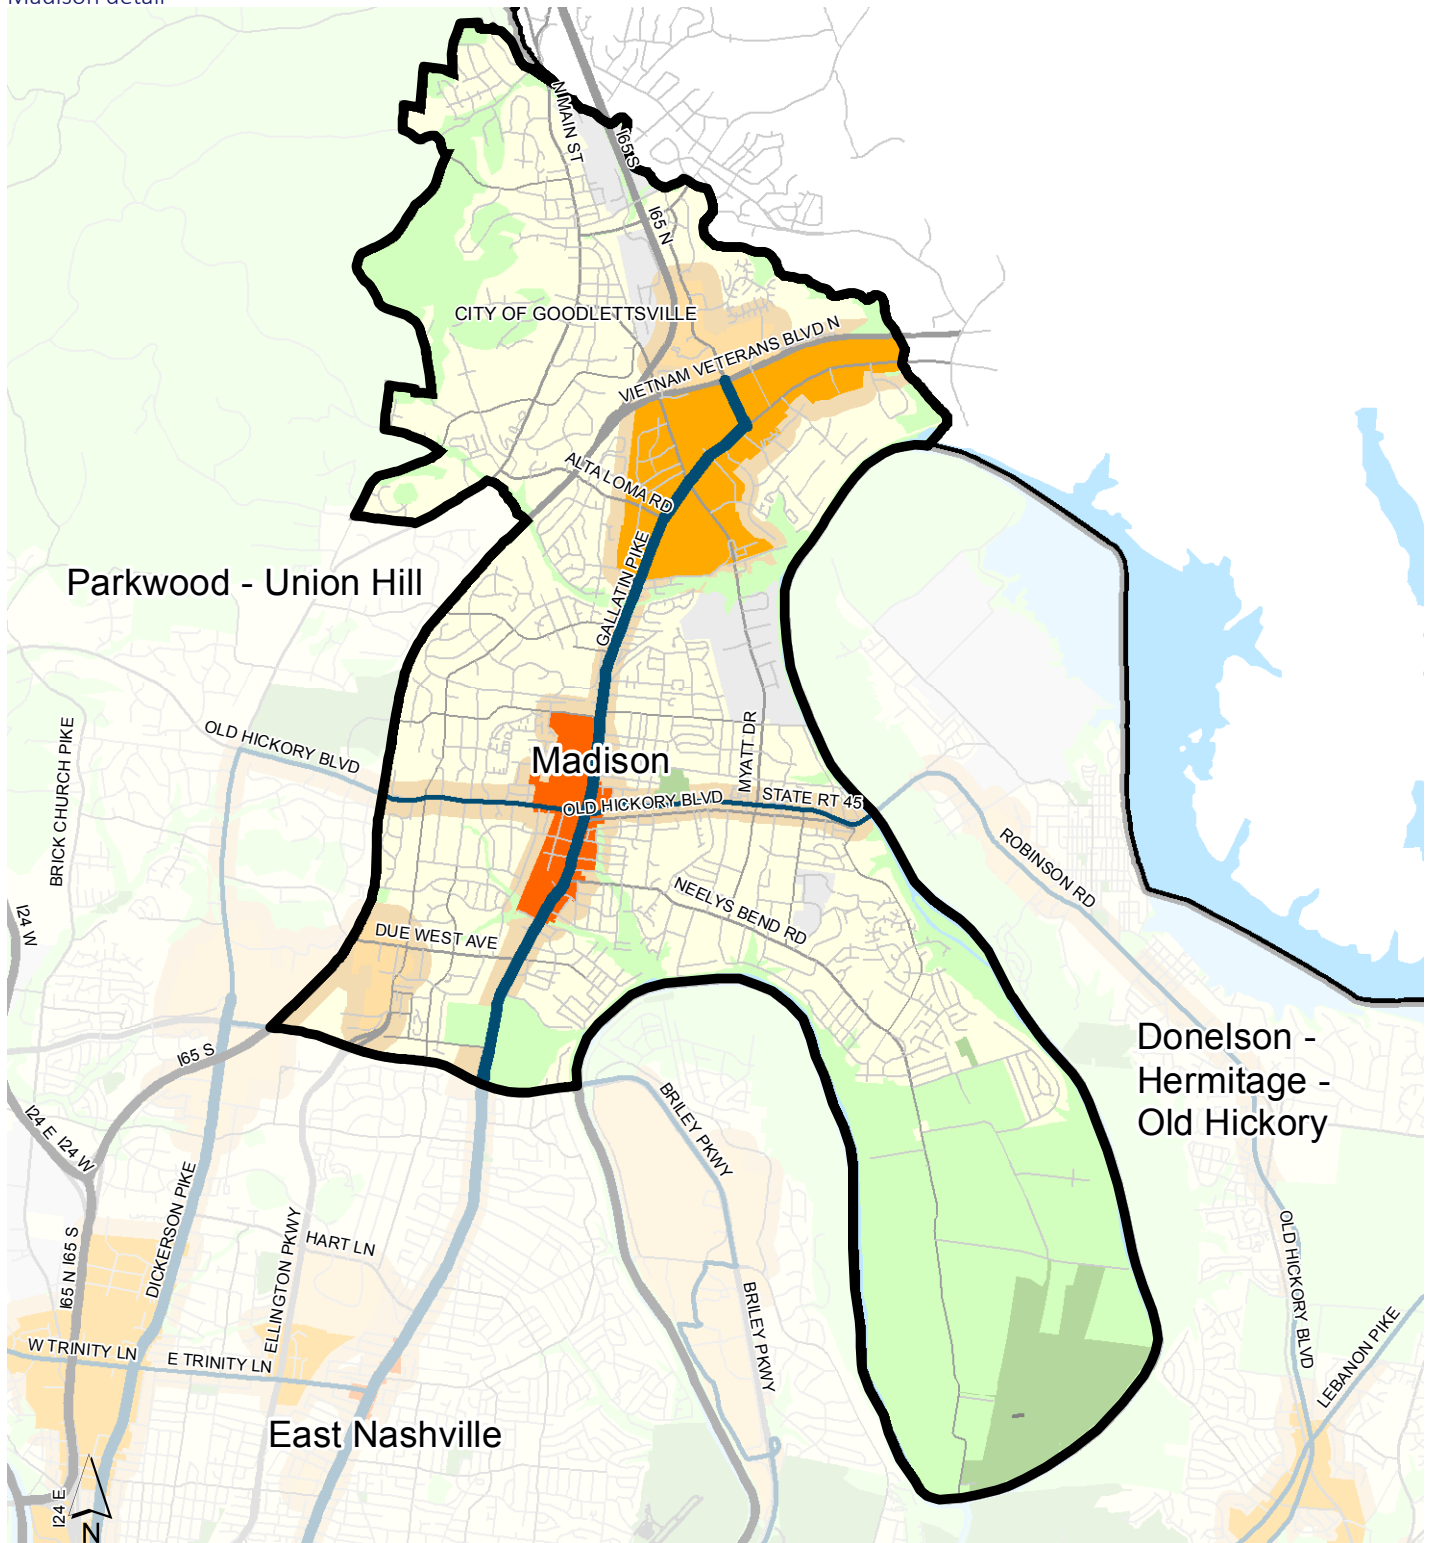 Madison detail
N MAIN ST
I65 S
I65 N
CITY OF GOODLETTSVILLE
VIETNAM VETERANS BLVD N
ALTA LOMA RD
GALLATIN PIKE
Parkwood - Union Hill
OLD HICKORY BLVD
BRICK CHURCH PIKE
Madison
MYATT DR
OLD HICKORY BLVD
STATE RT 45
ROBINSON RD
NEELYS BEND RD
I24 W
DUE WEST AVE
I65 S
Donelson -
Hermitage -
Old Hickory
BRILEY PKWY
I24 E
I24 W
DICKERSON PIKE
HART LN
ELLINGTON PKWY
I65 N I65 S
OLD HICKORY BLVD
BRILEY PKWY
W TRINITY LN
E TRINITY LN
LEBANON PIKE
East Nashville
I24 E
N